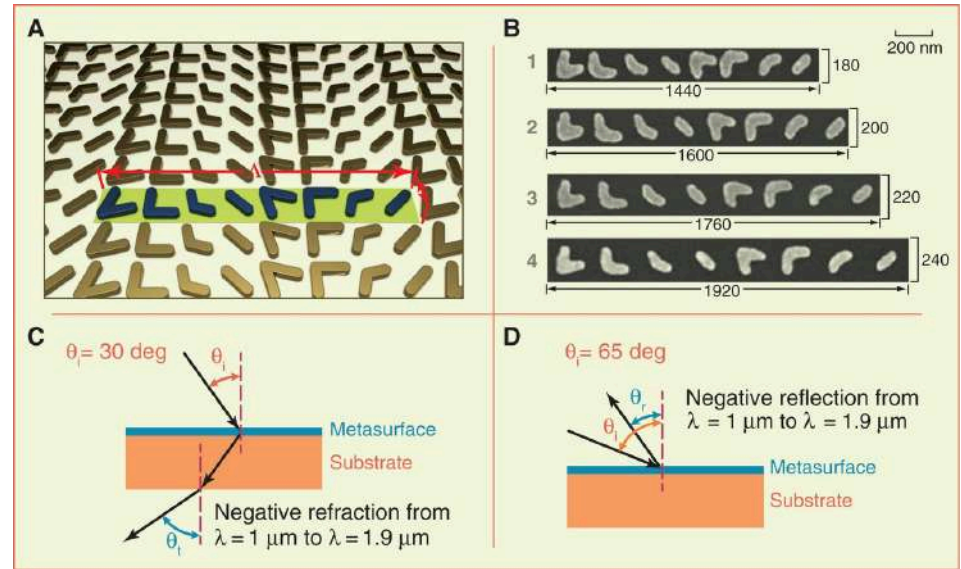 A
Λ
B
200 nm
1
180
1440
2
200
1600
3
220
1760
4
240
1920
C
θi= 30 deg
θi
Metasurface
Substrate
Negative refraction from
λ = 1 μm to λ = 1.9 μm
θt
D
θi= 65 deg
θr
θi
Negative reflection from
λ = 1 μm to λ = 1.9 μm
Metasurface
Substrate